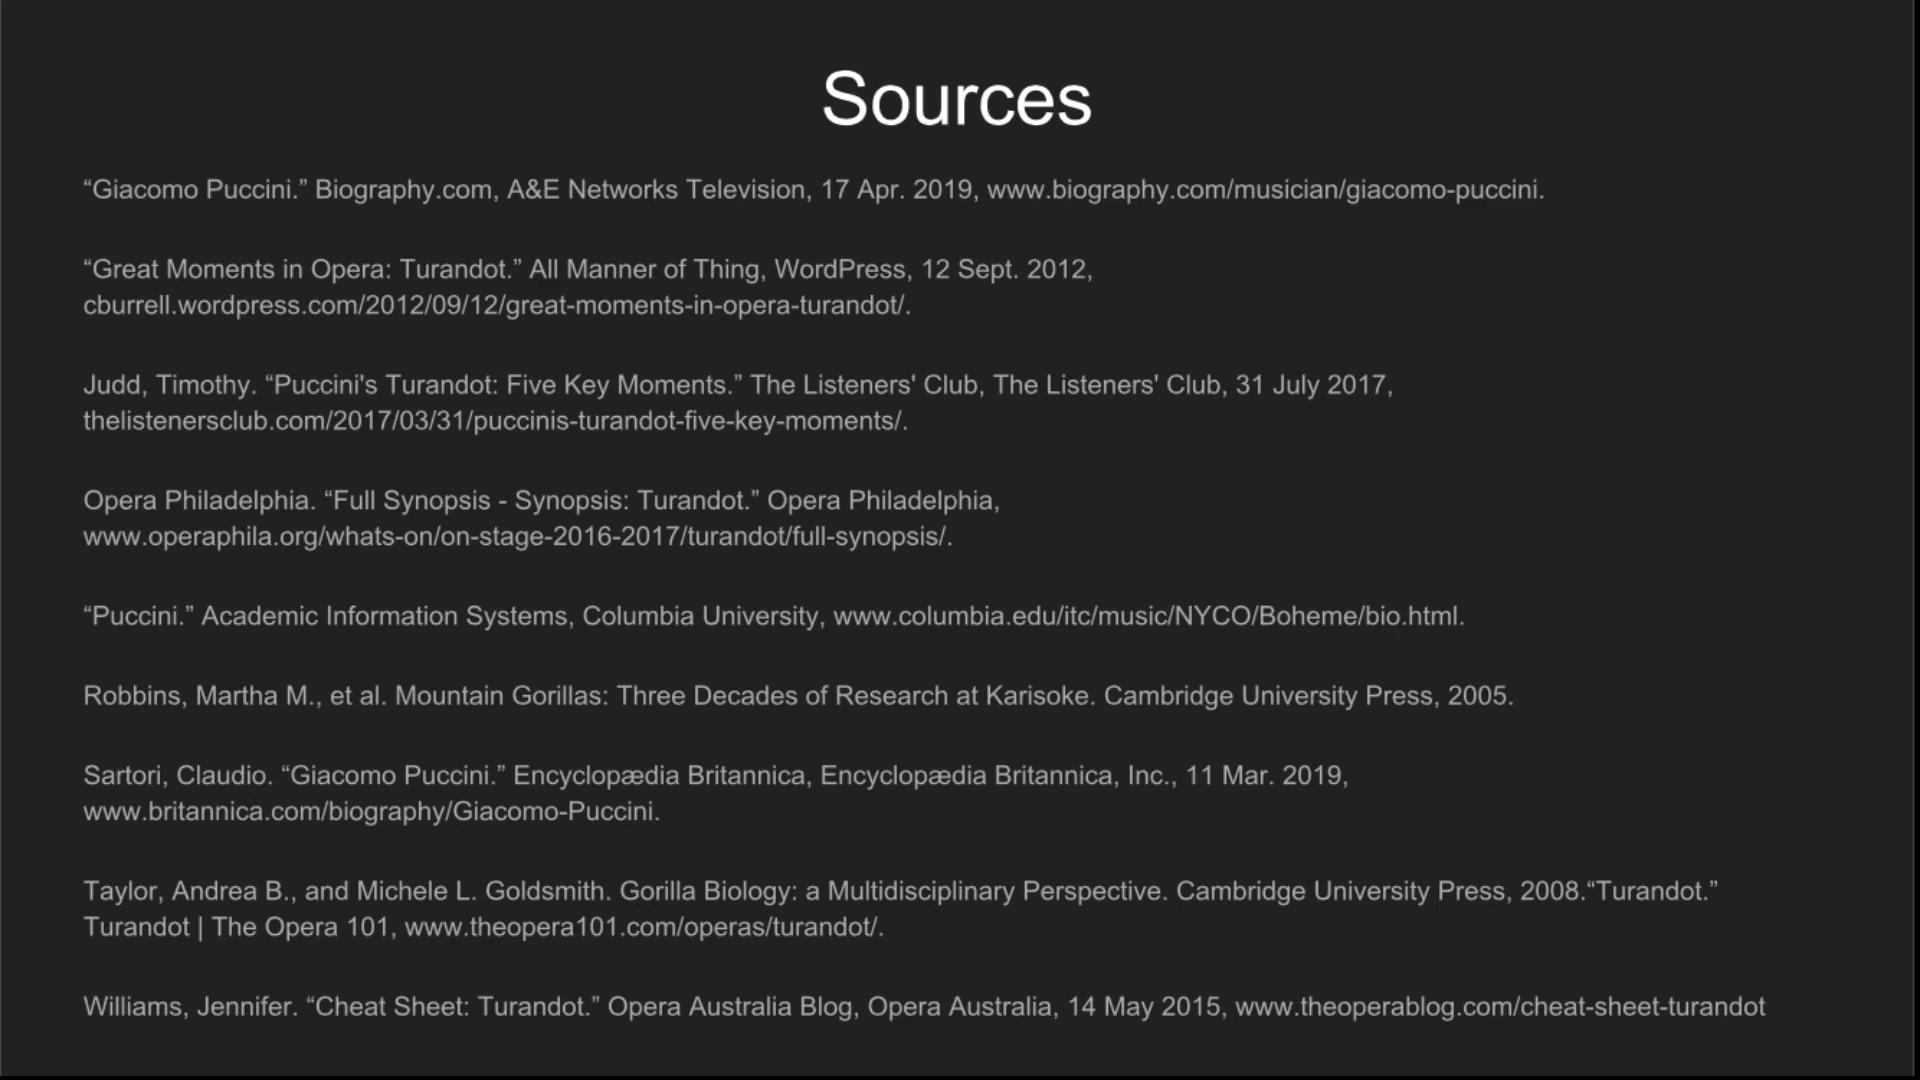 Sources
“Giacomo Puccini.” Biography.com, A&E Networks Television, 17 Apr. 2019, www.biography.com/musician/giacomo-puccini.
“Great Moments in Opera: Turandot.” All Manner of Thing, WordPress, 12 Sept. 2012,
cburrell.wordpress.com/2012/09/12/great-moments-in-opera-turandot/.
Judd, Timothy. “Puccini's Turandot: Five Key Moments.” The Listeners' Club, The Listeners' Club, 31 July 2017,
thelistenersclub.com/2017/03/31/puccinis-turandot-five-key-moments/.
Opera Philadelphia. “Full Synopsis - Synopsis: Turandot.” Opera Philadelphia,
www.operaphila.org/whats-on/on-stage-2016-2017/turandot/full-synopsis/.
“Puccini.” Academic Information Systems, Columbia University, www.columbia.edu/itc/music/NYCO/Boheme/bio.html.
Robbins, Martha M., et al. Mountain Gorillas: Three Decades of Research at Karisoke. Cambridge University Press, 2005.
Sartori, Claudio. “Giacomo Puccini.” Encyclopædia Britannica, Encyclopædia Britannica, Inc., 11 Mar. 2019,
www.britannica.com/biography/Giacomo-Puccini.
Taylor, Andrea B., and Michele L. Goldsmith. Gorilla Biology: a Multidisciplinary Perspective. Cambridge University Press, 2008.“Turandot.”
Turandot | The Opera 101, www.theopera101.com/operas/turandot/.
Williams, Jennifer. “Cheat Sheet: Turandot.” Opera Australia Blog, Opera Australia, 14 May 2015, www.theoperablog.com/cheat-sheet-turandot